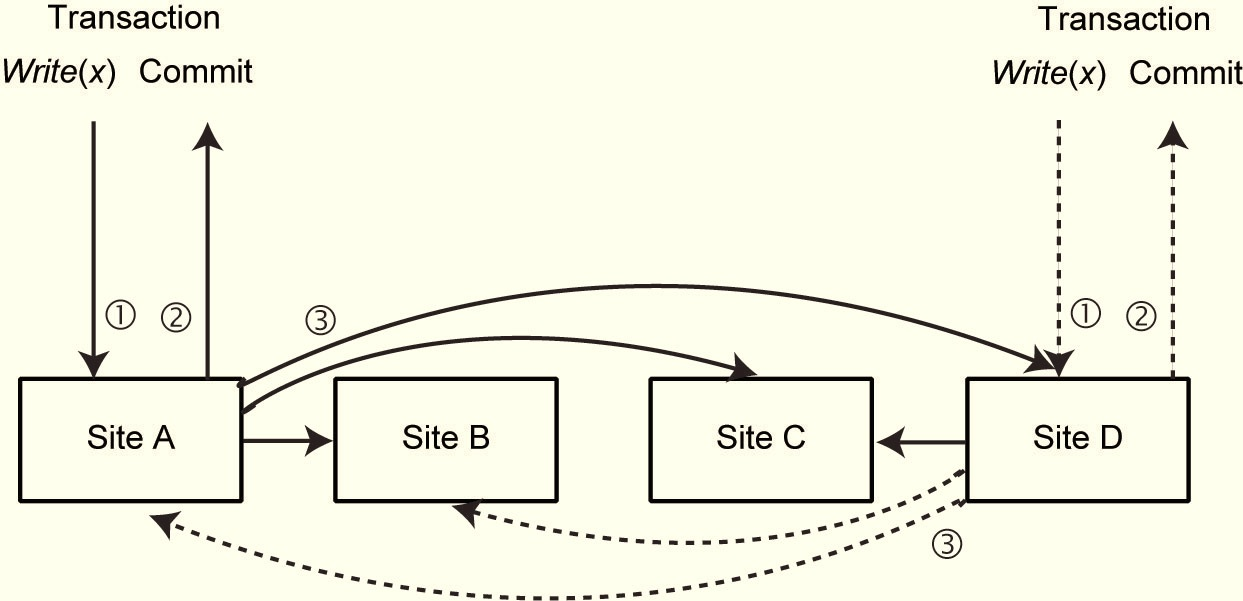 Transaction
Write(x) Commit
Transaction
Write(x) Commit
① ② ③
① ②
Site A
Site B
Site C
Site D
③